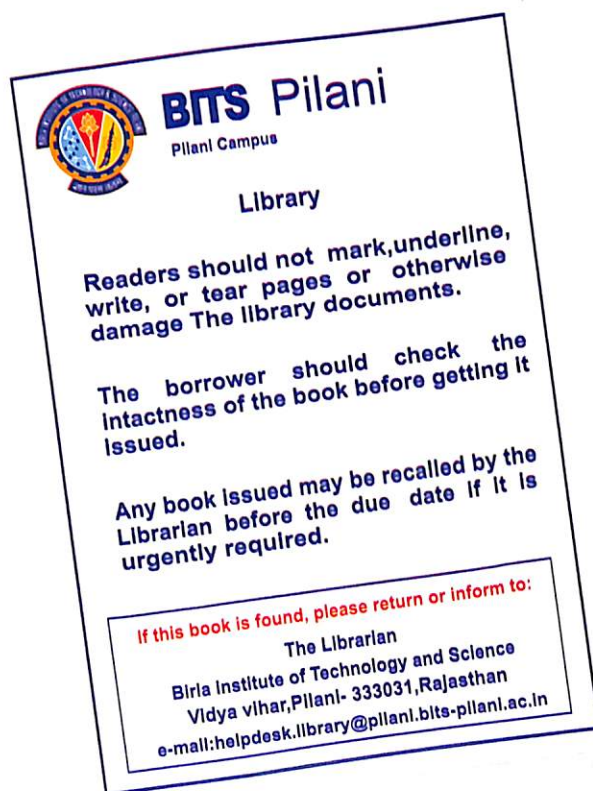 BITS Pilani
Pilani Campus
Library
Readers should not mark,underline,
write, or tear pages or otherwise
damage The library documents.
The borrower should check the
intactness of the book before getting it
issued.
Any book issued may be recalled by the
Librarian before the due date if it is
urgently required.
If this book is found, please return or inform to:
The Librarian
Birla Institute of Technology and Science
Vidya vihar,Pilani- 333031,Rajasthan
e-mail:helpdesk.library@pilani.bits-pilani.ac.in